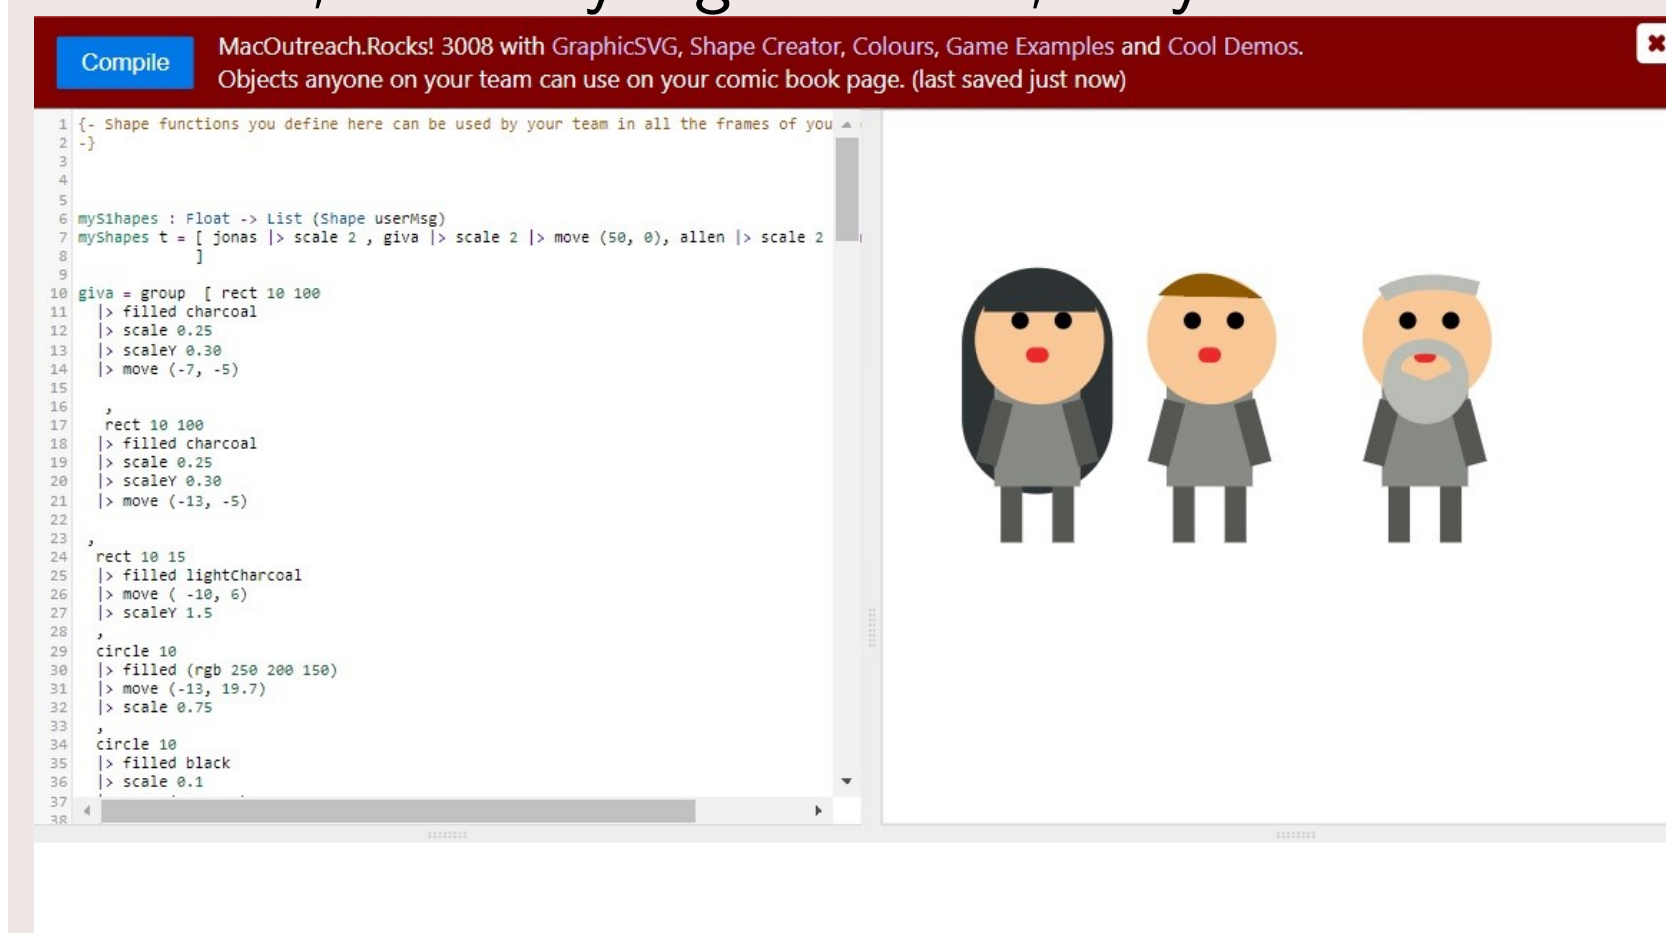 Compile
MacOutreach.Rocks! 3008 with GraphicSVG, Shape Creator, Colours, Game Examples and Cool Demos.
Objects anyone on your team can use on your comic book page. (last saved just now)
1 {- Shape functions you define here can be used by your team in all the frames of you
2 -}
3
4
5
6 myS1hapes : Float -> List (Shape userMsg)
7 myShapes t = [ jonas |> scale 2 , giva |> scale 2 |> move (50, 0), allen |> scale 2
8 ]
9
10 giva = group [ rect 10 100
11 |> filled charcoal
12 |> scale 0.25
13 |> scaleY 0.30
14 |> move (-7, -5)
15
16 ,
17 rect 10 100
18 |> filled charcoal
19 |> scale 0.25
20 |> scaleY 0.30
21 |> move (-13, -5)
22
23 ,
24 rect 10 15
25 |> filled lightCharcoal
26 |> move ( -10, 6)
27 |> scaleY 1.5
28 ,
29 circle 10
30 |> filled (rgb 250 200 150)
31 |> move (-13, 19.7)
32 |> scale 0.75
33 ,
34 circle 10
35 |> filled black
36 |> scale 0.1
37
38